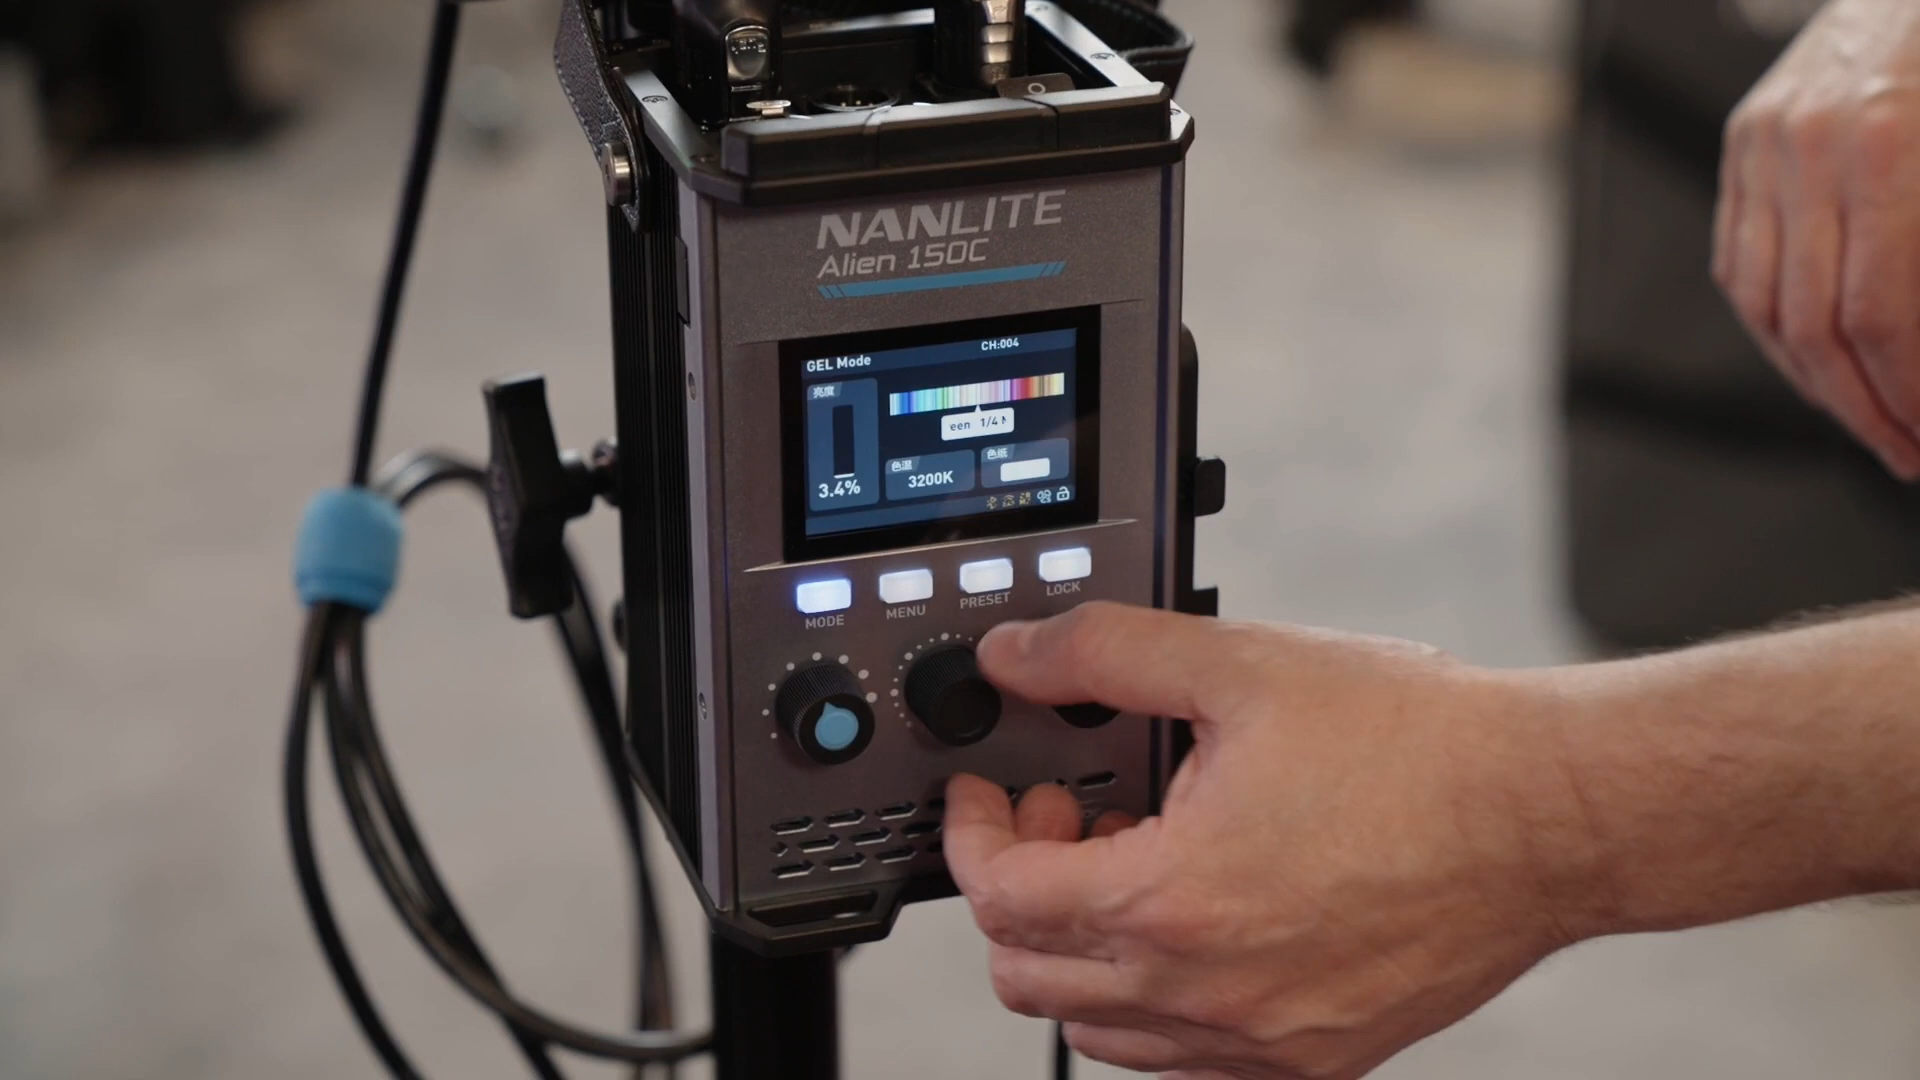 NANLITE
Alien 150C
GEL Mode CH:004
亮度
een 1/4
色温 色纸
3.4% 3200K
MODE MENU PRESET LOCK